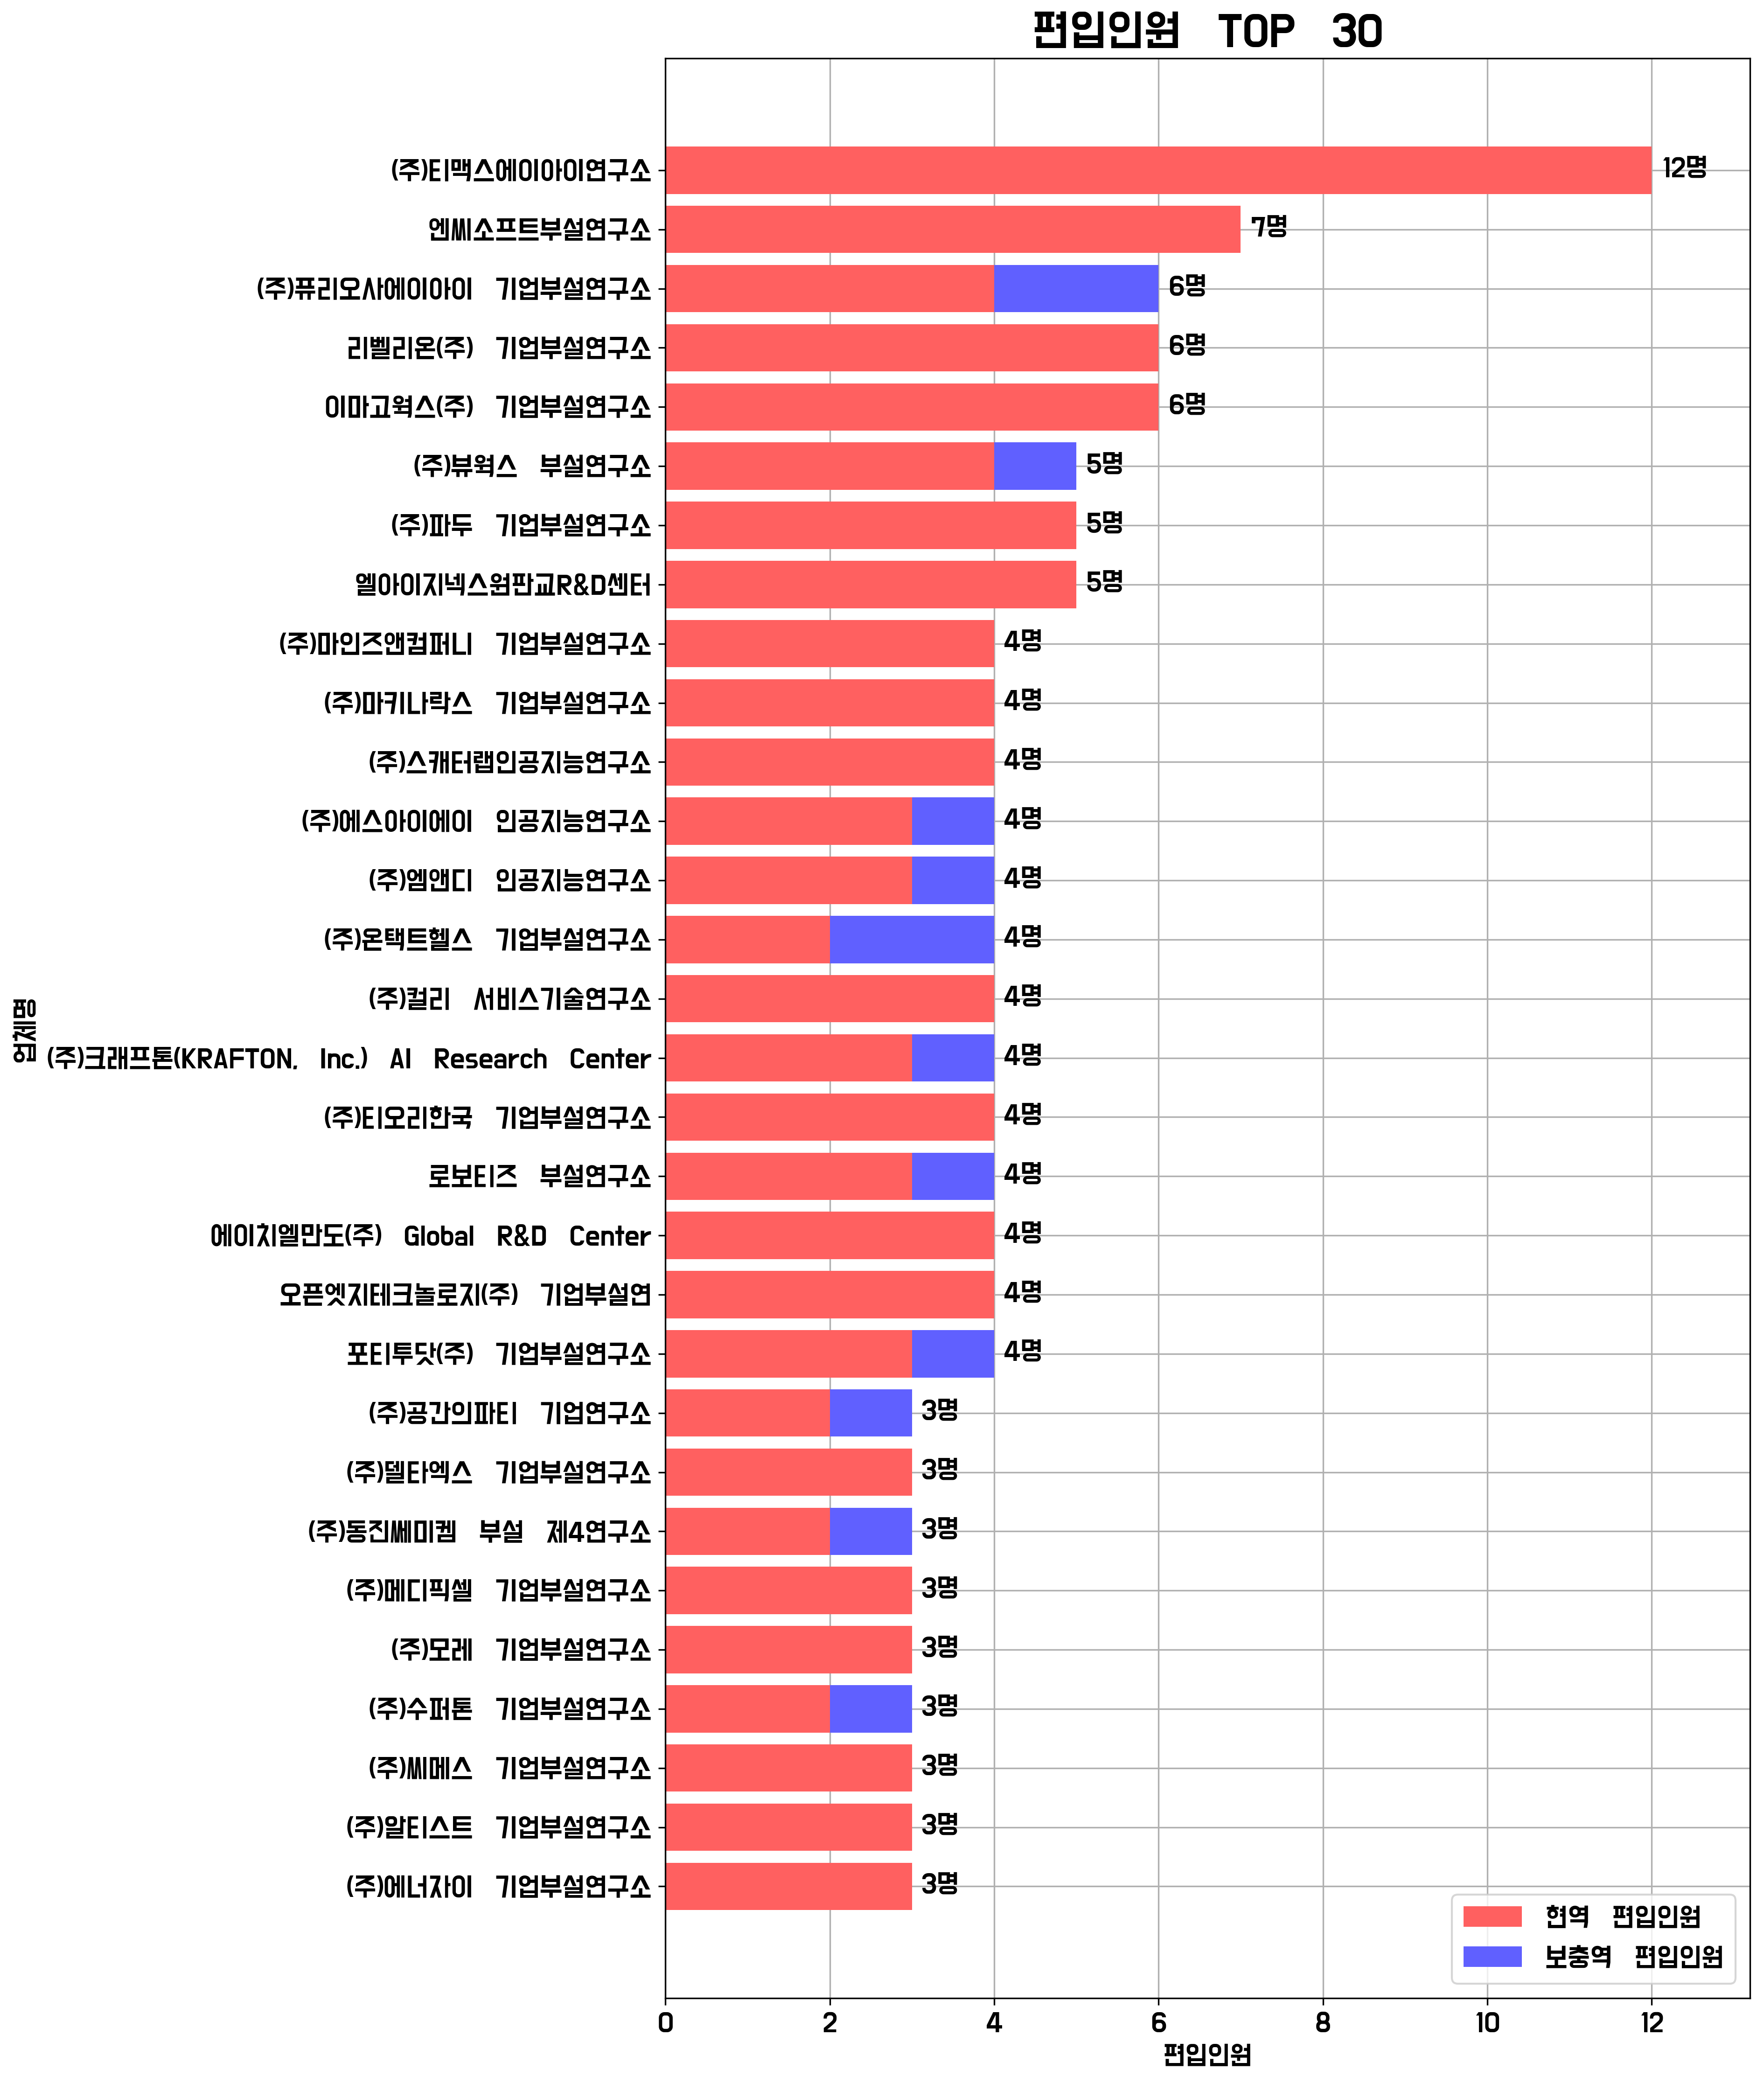 편입인원 TOP 30
(주)티맥스에이아이연구소 12명
엔씨소프트부설연구소 7명
(주)퓨리오사에이아이 기업부설연구소 6명
리벨리온(주) 기업부설연구소 6명
이마고웍스(주) 기업부설연구소 6명
(주)뷰웍스 부설연구소 5명
(주)파두 기업부설연구소 5명
엘아이지넥스원판교R&D센터 5명
(주)마인즈앤컴퍼니 기업부설연구소 4명
(주)마키나락스 기업부설연구소 4명
(주)스캐터랩인공지능연구소 4명
(주)에스아이에이 인공지능연구소 4명
(주)엠앤디 인공지능연구소 4명
(주)온택트헬스 기업부설연구소 4명
(주)컬리 서비스기술연구소 4명
(주)크래프톤(KRAFTON, Inc.) AI Research Center 4명
(주)티오리한국 기업부설연구소 4명
로보티즈 부설연구소 4명
에이치엘만도(주) Global R&D Center 4명
오픈엣지테크놀로지(주) 기업부설연 4명
포티투닷(주) 기업부설연구소 4명
(주)공간의파티 기업연구소 3명
(주)델타엑스 기업부설연구소 3명
(주)동진쎄미켐 부설 제4연구소 3명
(주)메디픽셀 기업부설연구소 3명
(주)모레 기업부설연구소 3명
(주)수퍼톤 기업부설연구소 3명
(주)씨메스 기업부설연구소 3명
(주)알티스트 기업부설연구소 3명
(주)에너자이 기업부설연구소 3명
업체명
현역 편입인원
보충역 편입인원
0 2 4 6 8 10 12
편입인원